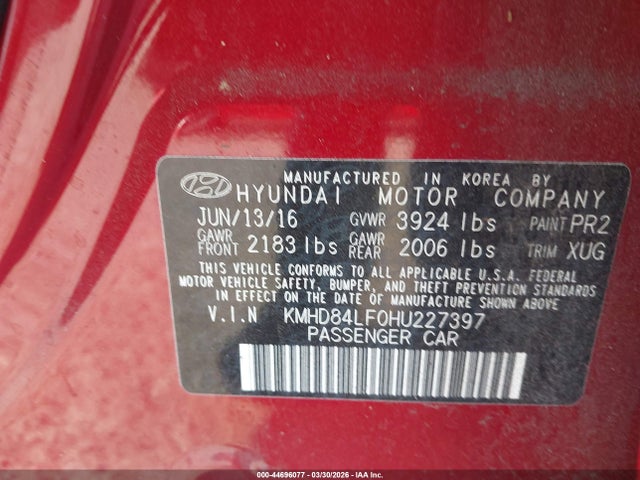 MANUFACTURED IN KOREA BY
HYUNDAI MOTOR COMPANY
JUN/13/16 GVWR 3924 lbs PAINT PR2
GAWR FRONT 2183 lbs GAWR REAR 2006 lbs TRIM XUG
THIS VEHICLE CONFORMS TO ALL APPLICABLE U.S.A. FEDERAL
MOTOR VEHICLE SAFETY, BUMPER, AND THEFT PREVENTION STANDARDS
IN EFFECT ON THE DATE OF MANUFACTURE SHOWN ABOVE.
V.I.N KMHD84LF0HU227397
PASSENGER CAR
000-44696077 - 03/30/2026 - IAA Inc.